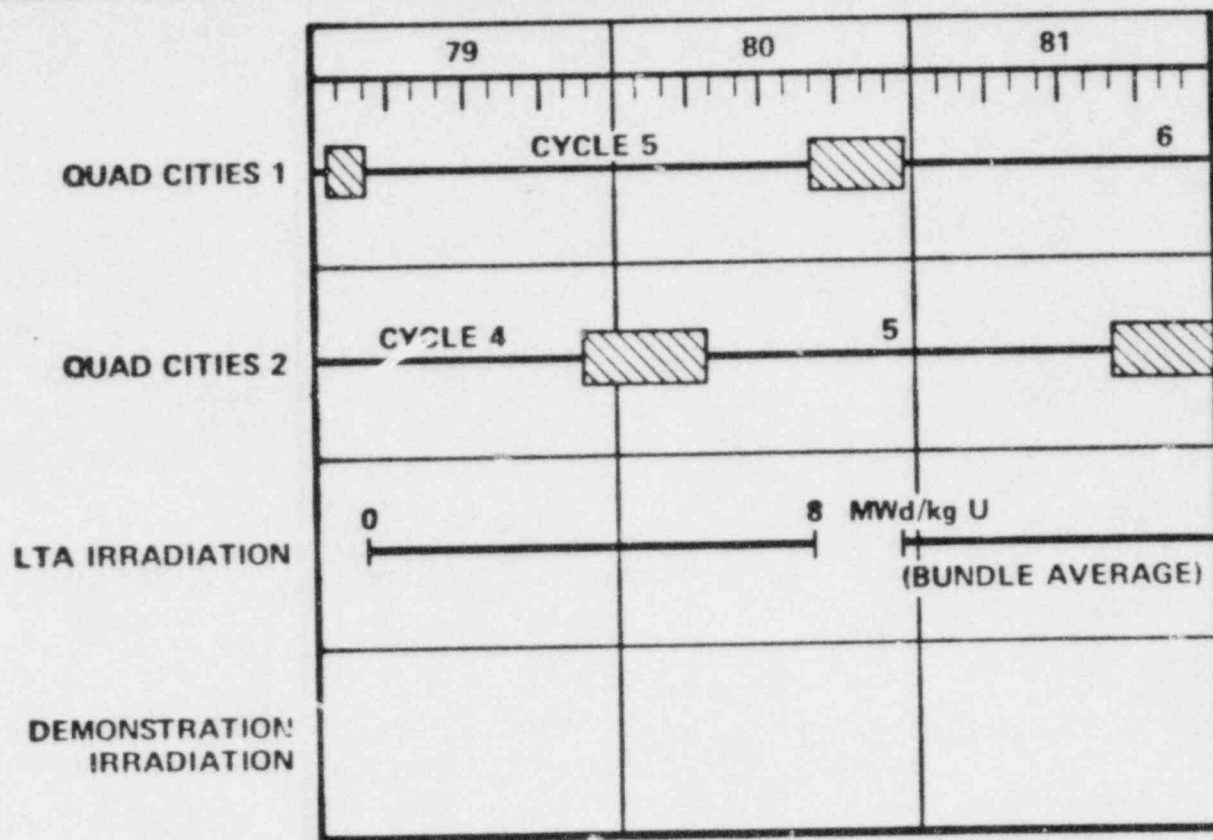 79 80 81
QUAD CITIES 1 CYCLE 5 6
QUAD CITIES 2 CYCLE 4 5
0 8 MWd/kg U
LTA IRRADIATION
(BUNDLE AVERAGE)
DEMONSTRATION
IRRADIATION